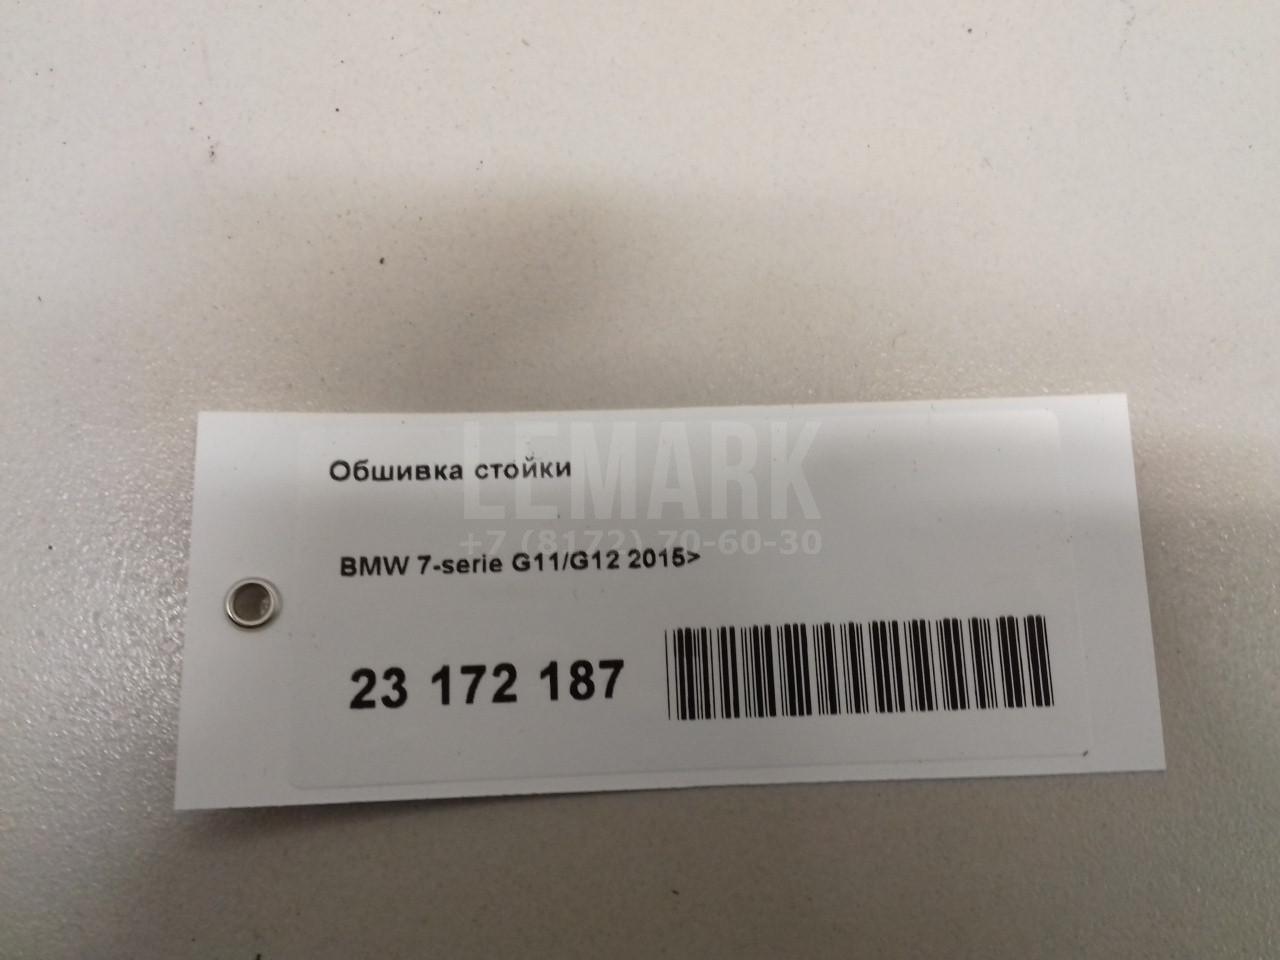 LEMARK
Обшивка стойки
+7 (8172) 70-60-30
BMW 7-serie G11/G12 2015>
23 172 187